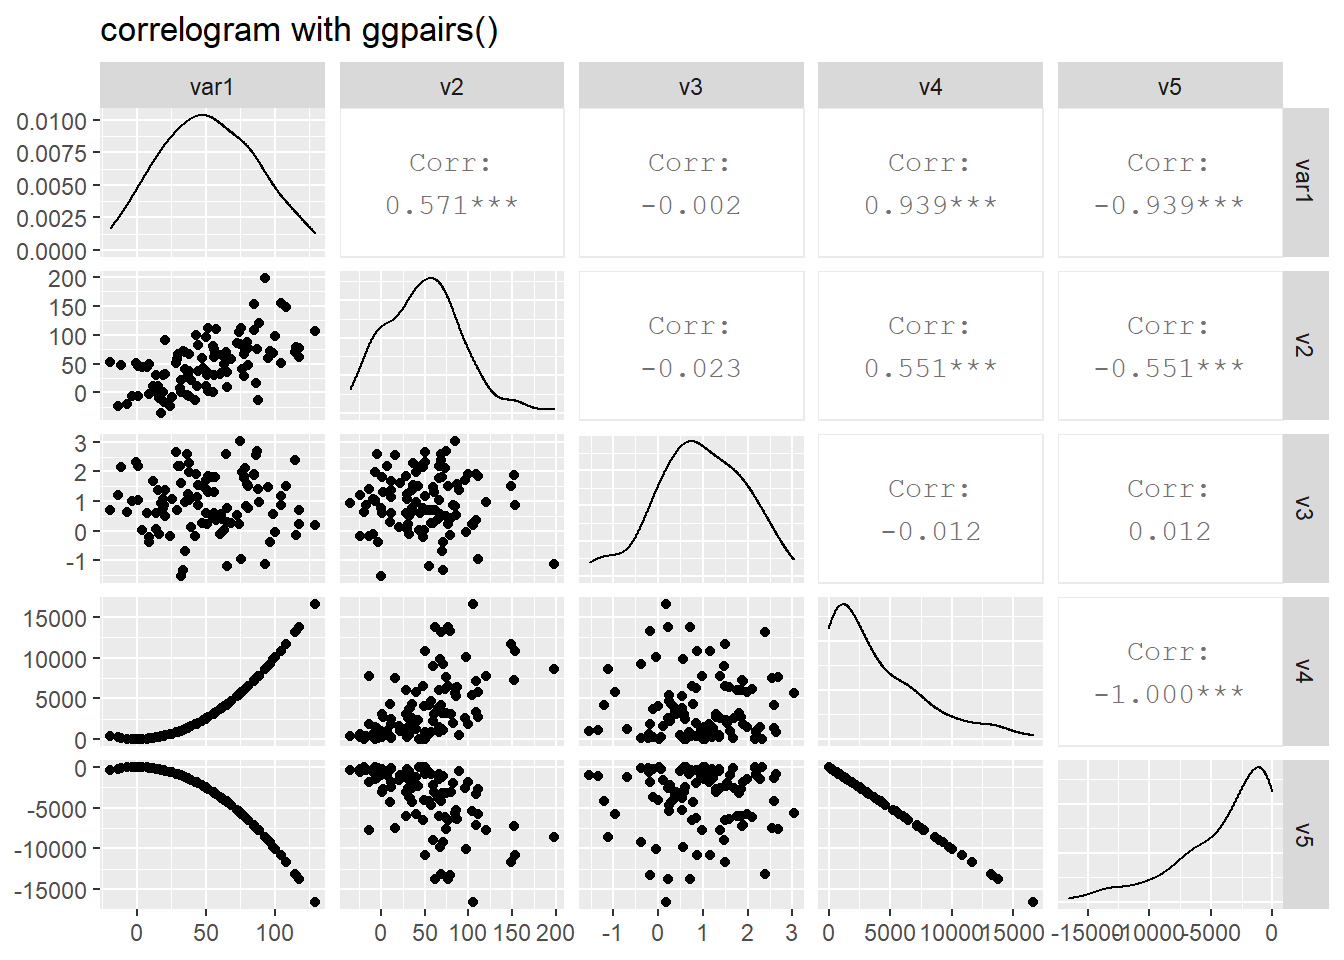 correlogram with ggpairs()
var1 v2 v3 v4 v5
0.0100
0.0075
0.0050
0.0025
0.0000
Corr:
0.571***
Corr:
-0.002
Corr:
0.939***
Corr:
-0.939***
var1
200
150
100
50
0
Corr:
-0.023
Corr:
0.551***
Corr:
-0.551***
v2
3
2
1
0
-1
Corr:
-0.012
Corr:
0.012
v3
15000
10000
5000
0
Corr:
-1.000***
v4
0
-5000
-10000
-15000
v5
0 50 100
0 50 100 150 200
-1 0 1 2 3
0 5000 10000 15000
-15000 -10000 -5000 0